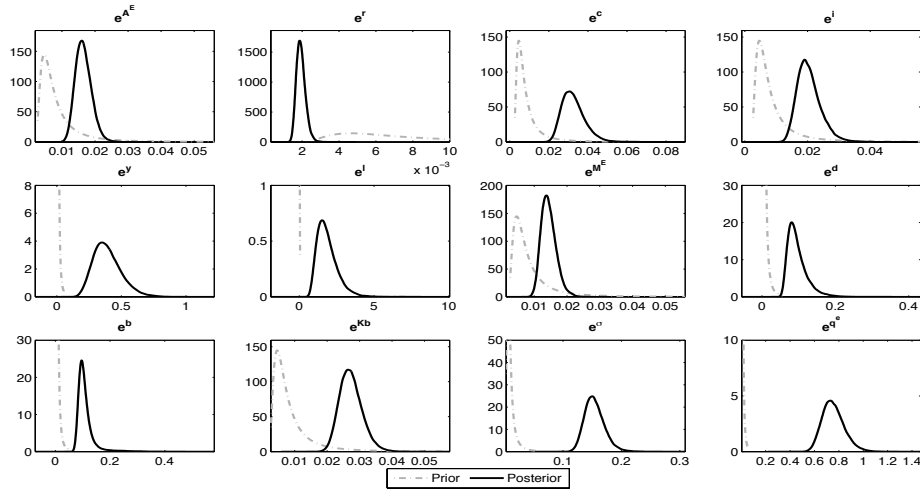 e^{A^E} e^r e^c e^i
150 100 50 0 0.01 0.02 0.03 0.04 0.05
1500 1000 500 0 2 4 6 8 10 x 10^{-3}
150 100 50 0 0 0.02 0.04 0.06 0.08
150 100 50 0 0 0.02 0.04
e^y e^l e^{M^E} e^d
8 6 4 2 0 0 0.5 1
1 0.5 0 0 5 10
200 150 100 50 0 0.01 0.02 0.03 0.04 0.05
30 20 10 0 0 0.2 0.4
e^b e^{Kb} e^σ e^{q^e}
30 20 10 0 0 0.2 0.4
150 100 50 0 0.01 0.02 0.03 0.04 0.05
50 40 30 20 10 0 0.1 0.2 0.3
10 5 0 0.2 0.4 0.6 0.8 1 1.2 1.4
Prior Posterior